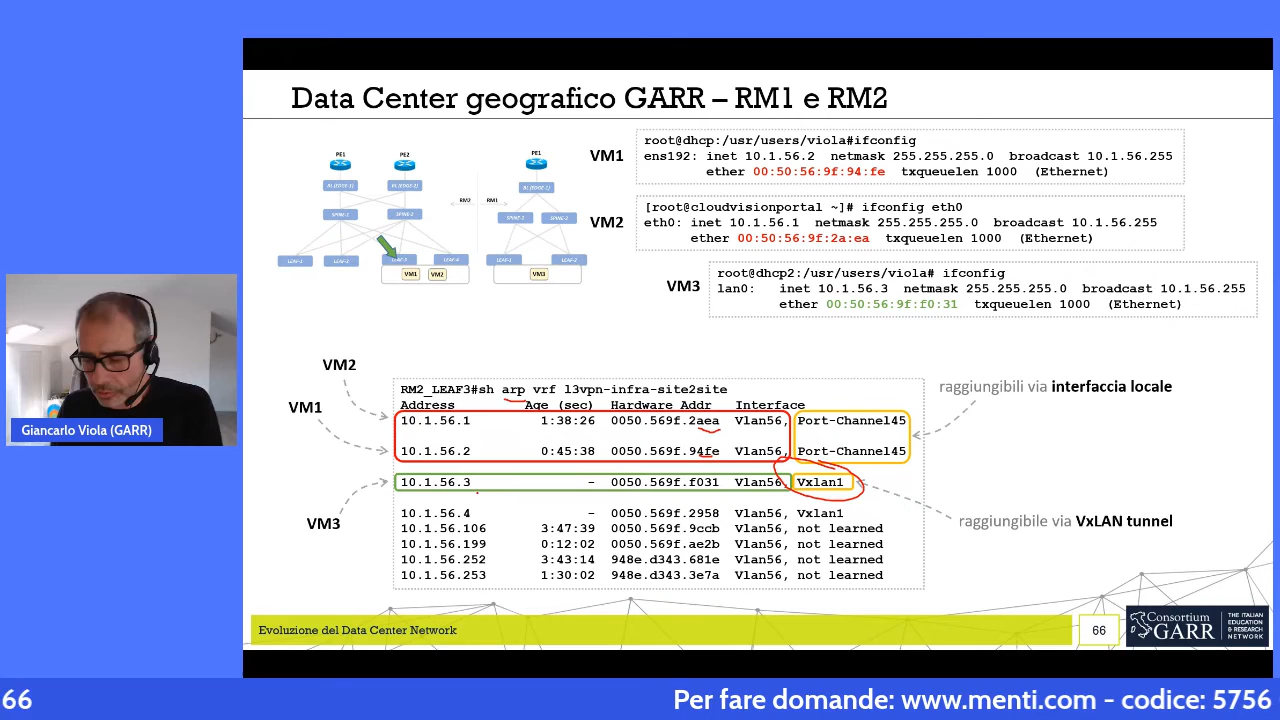 Data Center geografico GARR – RM1 e RM2
PE1
PE2
PE1
BL (EDGE-1)
BL (EDGE-2)
BL (EDGE-1)
RM2
RM1
SPINE-1
SPINE-2
SPINE-1
SPINE-2
LEAF-1
LEAF-2
LEAF-3
LEAF-4
LEAF-1
LEAF-2
VM1
VM2
VM3
VM1
root@dhcp:/usr/users/viola#ifconfig
ens192: inet 10.1.56.2 netmask 255.255.255.0 broadcast 10.1.56.255
ether 00:50:56:9f:94:fe txqueuelen 1000 (Ethernet)
VM2
[root@cloudvisionportal ~]# ifconfig eth0
eth0: inet 10.1.56.1 netmask 255.255.255.0 broadcast 10.1.56.255
ether 00:50:56:9f:2a:ea txqueuelen 1000 (Ethernet)
VM3
root@dhcp2:/usr/users/viola# ifconfig
lan0: inet 10.1.56.3 netmask 255.255.255.0 broadcast 10.1.56.255
ether 00:50:56:9f:f0:31 txqueuelen 1000 (Ethernet)
VM2
VM1
VM3
RM2_LEAF3#sh arp vrf l3vpn-infra-site2site
Address Age (sec) Hardware Addr Interface
10.1.56.1 1:38:26 0050.569f.2aea Vlan56, Port-Channel45
10.1.56.2 0:45:38 0050.569f.94fe Vlan56, Port-Channel45
10.1.56.3 - 0050.569f.f031 Vlan56, Vxlan1
10.1.56.4 - 0050.569f.2958 Vlan56, Vxlan1
10.1.56.106 3:47:39 0050.569f.9ccb Vlan56, not learned
10.1.56.199 0:12:02 0050.569f.ae2b Vlan56, not learned
10.1.56.252 3:43:14 948e.d343.681e Vlan56, not learned
10.1.56.253 1:30:02 948e.d343.3e7a Vlan56, not learned
raggiungibili via interfaccia locale
raggiungibile via VxLAN tunnel
Giancarlo Viola (GARR)
Evoluzione del Data Center Network
66
Consortium
GARR
THE ITALIAN
EDUCATION
& RESEARCH
NETWORK
66
Per fare domande: www.menti.com - codice: 5756